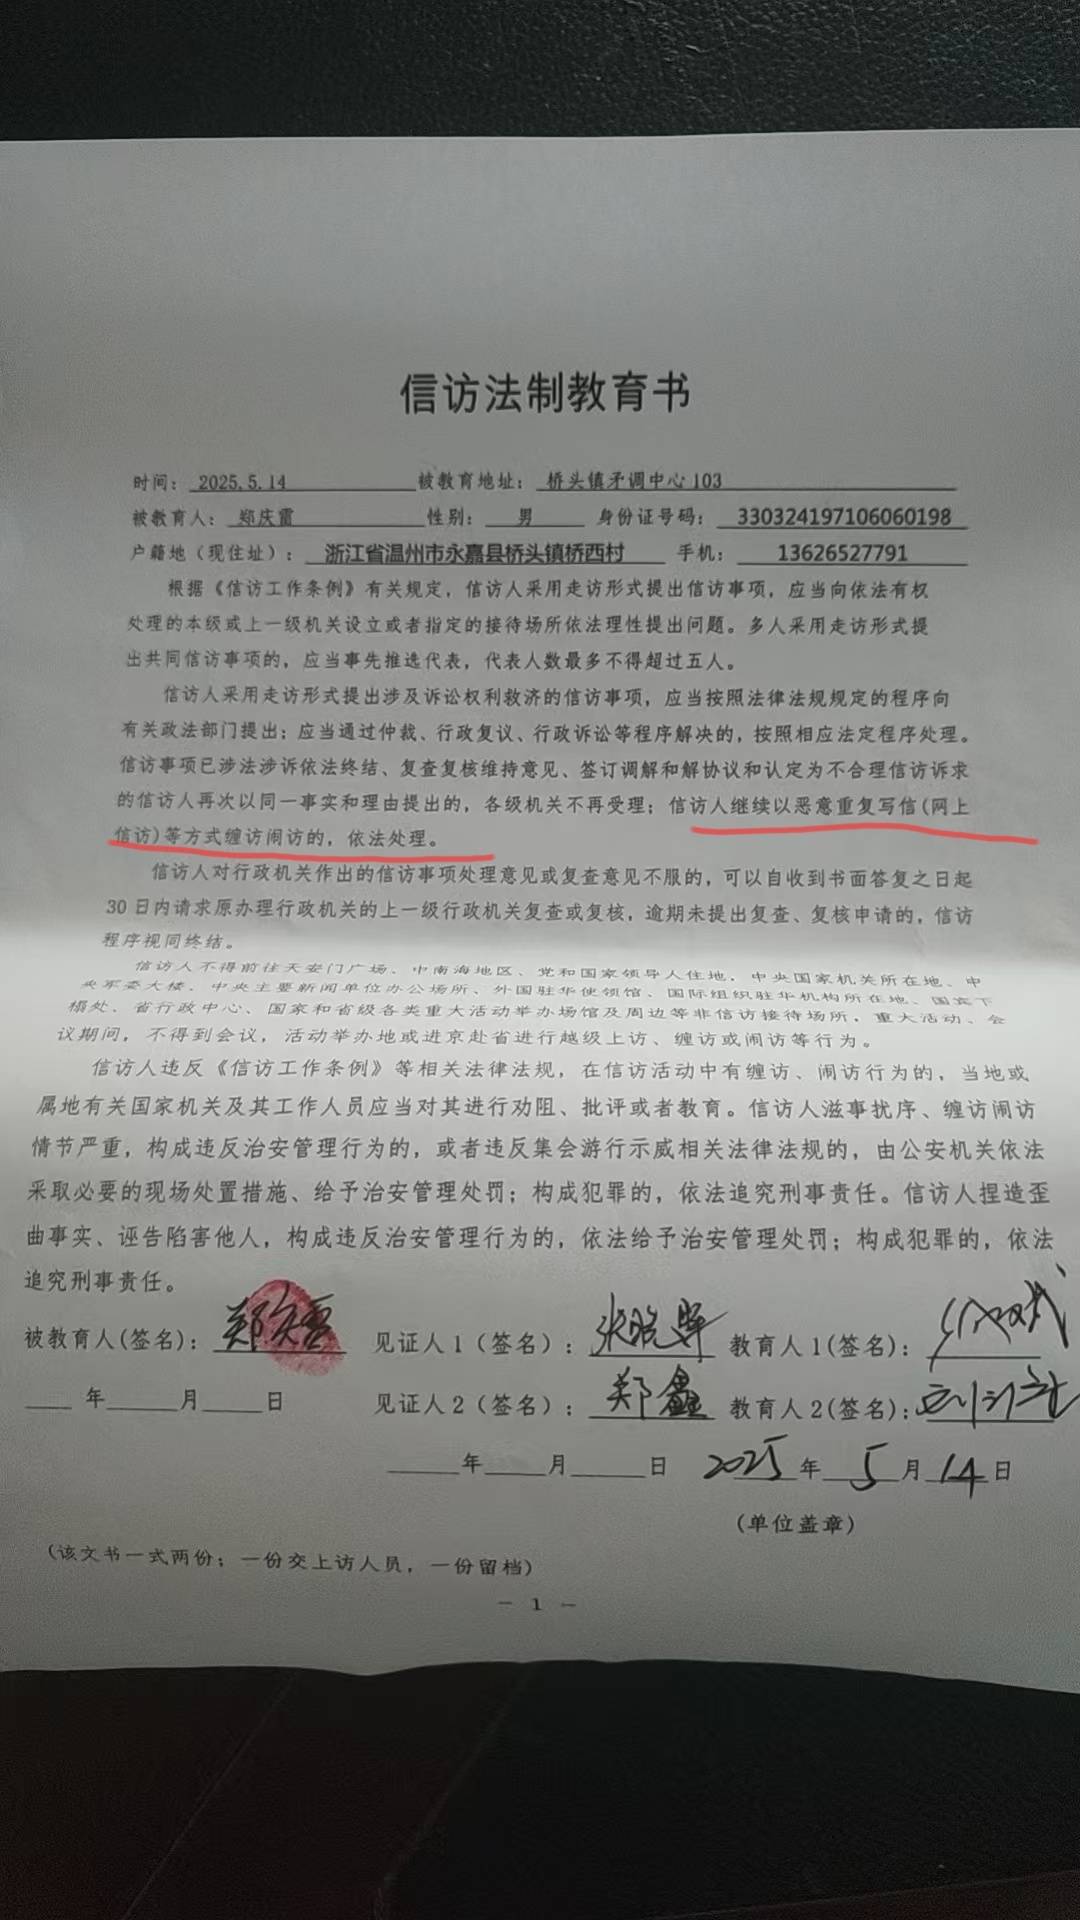 信访法制教育书
时间：2025.5.14 被教育地址：桥头镇矛调中心103
被教育人：郑庆雷 性别：男 身份证号码：330324197106060198
户籍地（现住址）：浙江省温州市永嘉县桥头镇桥西村 手机：13626527791
根据《信访工作条例》有关规定，信访人采用走访形式提出信访事项，应当向依法有权
处理的本级或上一级机关设立或者指定的接待场所依法理性提出问题。多人采用走访形式提
出共同信访事项的，应当事先推选代表，代表人数最多不得超过五人。
信访人采用走访形式提出涉及诉讼权利救济的信访事项，应当按照法律法规规定的程序向
有关政法部门提出；应当通过仲裁、行政复议、行政诉讼等程序解决的，按照相应法定程序处理。
信访事项已涉法涉诉依法终结、复查复核维持意见、签订调解和解协议和认定为不合理信访诉求
的信访人再次以同一事实和理由提出的，各级机关不再受理；信访人继续以恶意重复写信(网上
信访)等方式缠访闹访的，依法处理。
信访人对行政机关作出的信访事项处理意见或复查意见不服的，可以自收到书面答复之日起
30日内请求原办理行政机关的上一级行政机关复查或复核，逾期未提出复查、复核申请的，信访
程序视同终结。
信访人不得前往天安门广场、中南海地区、党和国家领导人住地，中央国家机关所在地、中
央军委大楼、中央主要新闻单位办公场所、外国驻华使领馆、国际组织驻华机构所在地、国宾下
榻处、省行政中心、国家和省级各类重大活动举办场馆及周边等非信访接待场所，重大活动、会
议期间，不得到会议，活动举办地或进京赴省进行越级上访、缠访或闹访等行为。
信访人违反《信访工作条例》等相关法律法规，在信访活动中有缠访、闹访行为的，当地或
属地有关国家机关及其工作人员应当对其进行劝阻、批评或者教育。信访人滋事扰序、缠访闹访
情节严重，构成违反治安管理行为的，或者违反集会游行示威相关法律法规的，由公安机关依法
采取必要的现场处置措施、给予治安管理处罚；构成犯罪的，依法追究刑事责任。信访人捏造歪
曲事实、诬告陷害他人，构成违反治安管理行为的，依法给予治安管理处罚；构成犯罪的，依法
追究刑事责任。
被教育人(签名)：郑庆雷 见证人1（签名）：张晓 教育人1(签名)：
年 月 日 见证人2（签名）：郑鑫 教育人2(签名)：
年 月 日 2025年5月14日
(单位盖章)
(该文书一式两份；一份交上访人员，一份留档)
- 1 -